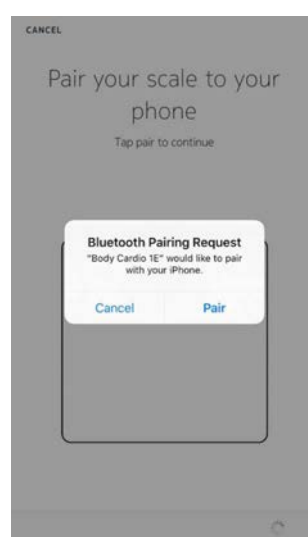 CANCEL
Pair your scale to your
phone
Tap pair to continue
Bluetooth Pairing Request
"Body Cardio 1E" would like to pair
with your iPhone.
Cancel Pair